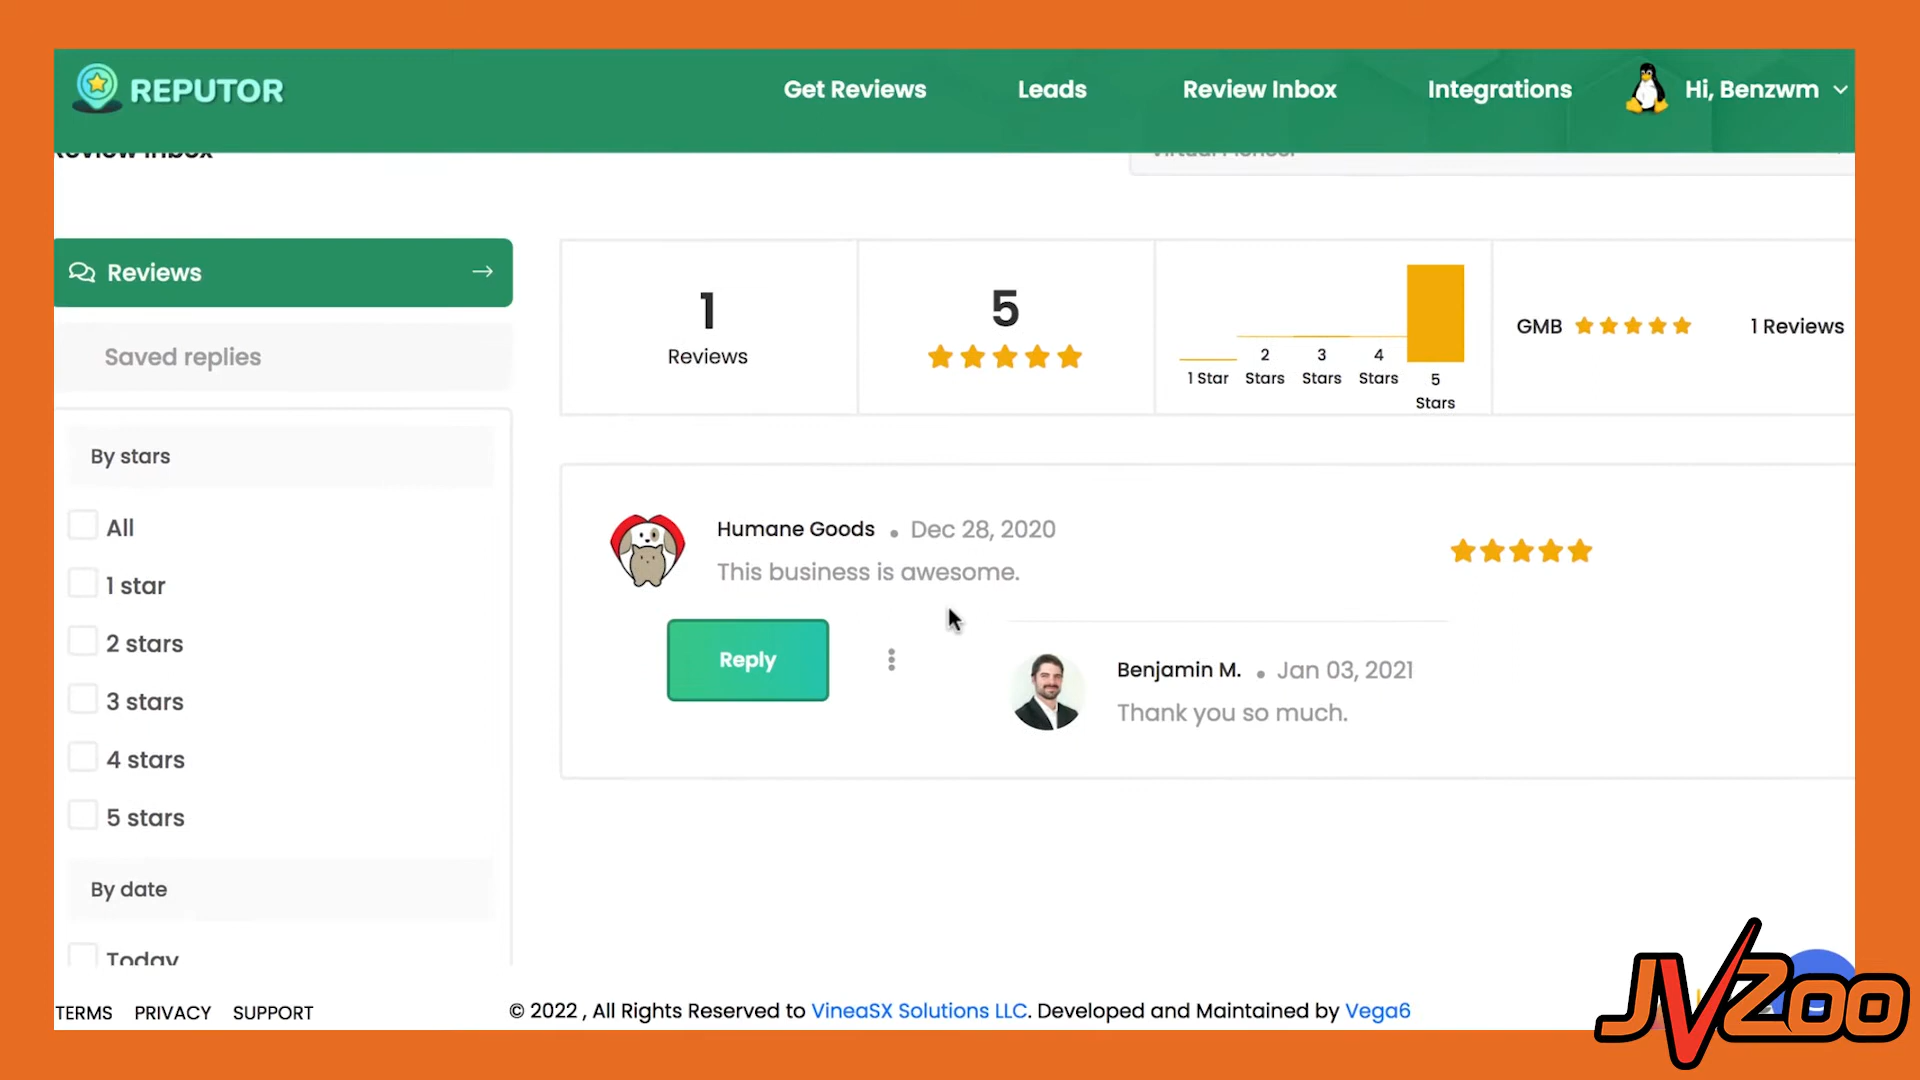 REPUTOR
Get Reviews
Leads
Review Inbox
Integrations
Hi, Benzwm
Review Inbox
Virtual Pioneer
Reviews
Saved replies
By stars
All
1 star
2 stars
3 stars
4 stars
5 stars
By date
Today
1
Reviews
5
1 Star
2
Stars
3
Stars
4
Stars
5
Stars
GMB
1 Reviews
Humane Goods • Dec 28, 2020
This business is awesome.
Reply
Benjamin M. • Jan 03, 2021
Thank you so much.
TERMS PRIVACY SUPPORT
© 2022 , All Rights Reserved to VineaSX Solutions LLC. Developed and Maintained by Vega6
JVZoo